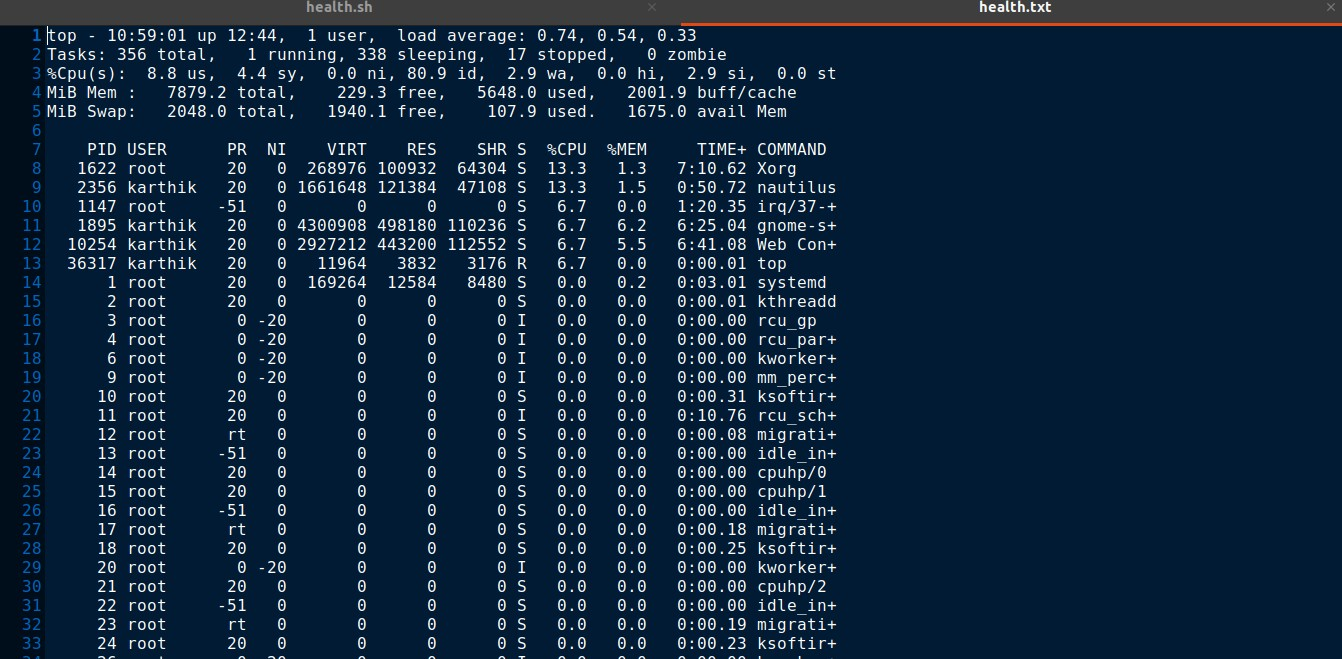 health.sh × health.txt ×
1 top - 10:59:01 up 12:44,  1 user,  load average: 0.74, 0.54, 0.33
2 Tasks: 356 total,   1 running, 338 sleeping,  17 stopped,   0 zombie
3 %Cpu(s):  8.8 us,  4.4 sy,  0.0 ni, 80.9 id,  2.9 wa,  0.0 hi,  2.9 si,  0.0 st
4 MiB Mem :   7879.2 total,    229.3 free,   5648.0 used,   2001.9 buff/cache
5 MiB Swap:   2048.0 total,   1940.1 free,    107.9 used.   1675.0 avail Mem
6
7     PID USER      PR  NI    VIRT    RES    SHR S  %CPU  %MEM     TIME+ COMMAND
8    1622 root      20   0  268976 100932  64304 S  13.3   1.3   7:10.62 Xorg
9    2356 karthik   20   0 1661648 121384  47108 S  13.3   1.5   0:50.72 nautilus
10    1147 root     -51   0       0      0      0 S   6.7   0.0   1:20.35 irq/37-+
11    1895 karthik   20   0 4300908 498180 110236 S   6.7   6.2   6:25.04 gnome-s+
12   10254 karthik   20   0 2927212 443200 112552 S   6.7   5.5   6:41.08 Web Con+
13   36317 karthik   20   0   11964   3832   3176 R   6.7   0.0   0:00.01 top
14       1 root      20   0  169264  12584   8480 S   0.0   0.2   0:03.01 systemd
15       2 root      20   0       0      0      0 S   0.0   0.0   0:00.01 kthreadd
16       3 root       0 -20       0      0      0 I   0.0   0.0   0:00.00 rcu_gp
17       4 root       0 -20       0      0      0 I   0.0   0.0   0:00.00 rcu_par+
18       6 root       0 -20       0      0      0 I   0.0   0.0   0:00.00 kworker+
19       9 root       0 -20       0      0      0 I   0.0   0.0   0:00.00 mm_perc+
20      10 root      20   0       0      0      0 S   0.0   0.0   0:00.31 ksoftir+
21      11 root      20   0       0      0      0 I   0.0   0.0   0:10.76 rcu_sch+
22      12 root      rt   0       0      0      0 S   0.0   0.0   0:00.08 migrati+
23      13 root     -51   0       0      0      0 S   0.0   0.0   0:00.00 idle_in+
24      14 root      20   0       0      0      0 S   0.0   0.0   0:00.00 cpuhp/0
25      15 root      20   0       0      0      0 S   0.0   0.0   0:00.00 cpuhp/1
26      16 root     -51   0       0      0      0 S   0.0   0.0   0:00.00 idle_in+
27      17 root      rt   0       0      0      0 S   0.0   0.0   0:00.18 migrati+
28      18 root      20   0       0      0      0 S   0.0   0.0   0:00.25 ksoftir+
29      20 root       0 -20       0      0      0 I   0.0   0.0   0:00.00 kworker+
30      21 root      20   0       0      0      0 S   0.0   0.0   0:00.00 cpuhp/2
31      22 root     -51   0       0      0      0 S   0.0   0.0   0:00.00 idle_in+
32      23 root      rt   0       0      0      0 S   0.0   0.0   0:00.19 migrati+
33      24 root      20   0       0      0      0 S   0.0   0.0   0:00.23 ksoftir+